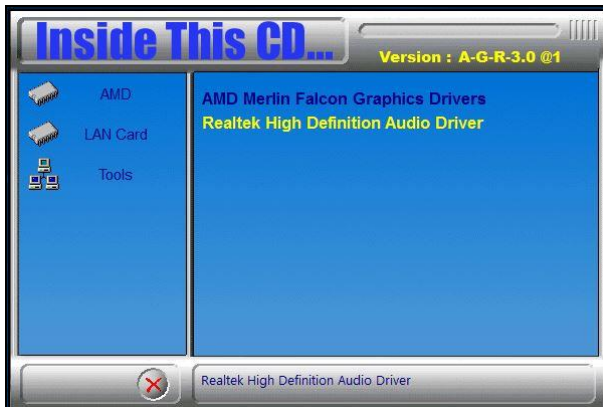 Inside This CD...
Version : A-G-R-3.0 @1
AMD
LAN Card
Tools
AMD Merlin Falcon Graphics Drivers
Realtek High Definition Audio Driver
Realtek High Definition Audio Driver